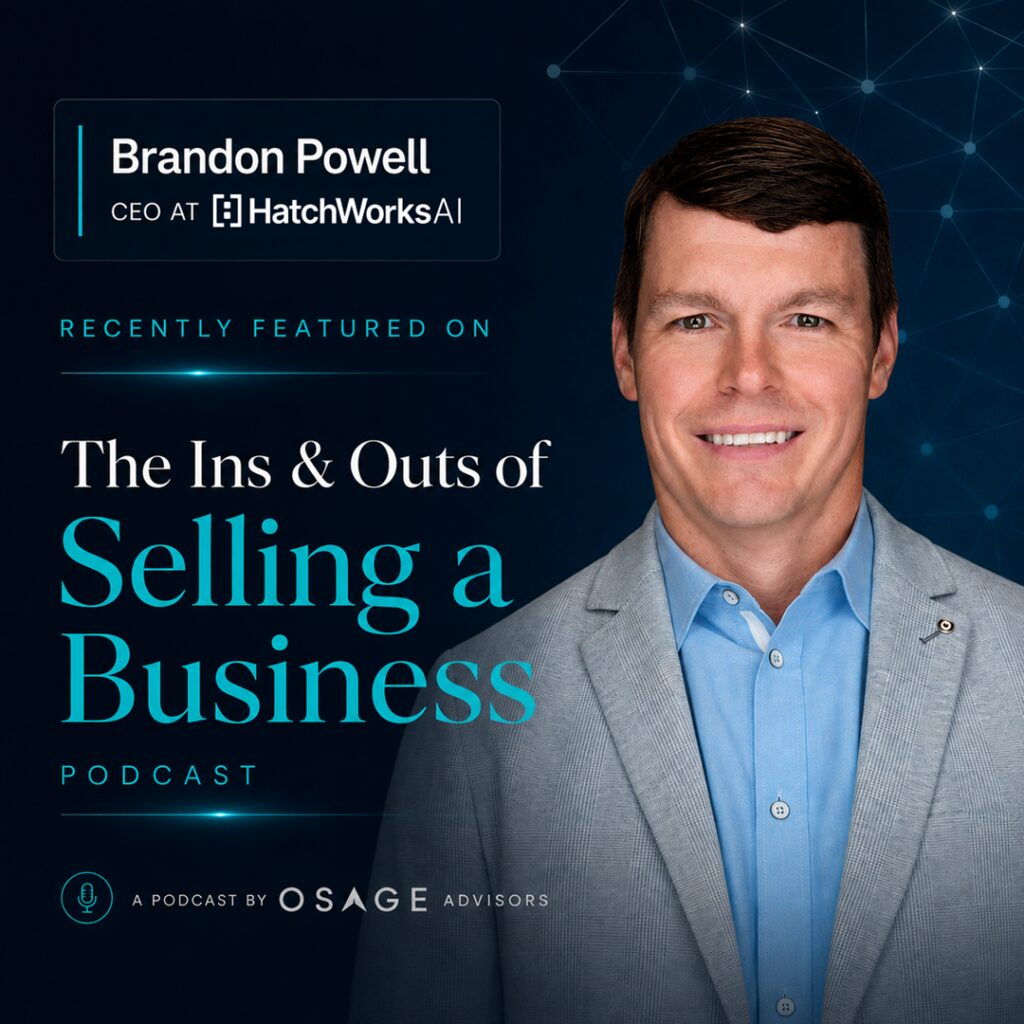 Brandon Powell
CEO AT HatchWorksAI
RECENTLY FEATURED ON
The Ins & Outs of
Selling a
Business
PODCAST
A PODCAST BY OSAGE ADVISORS